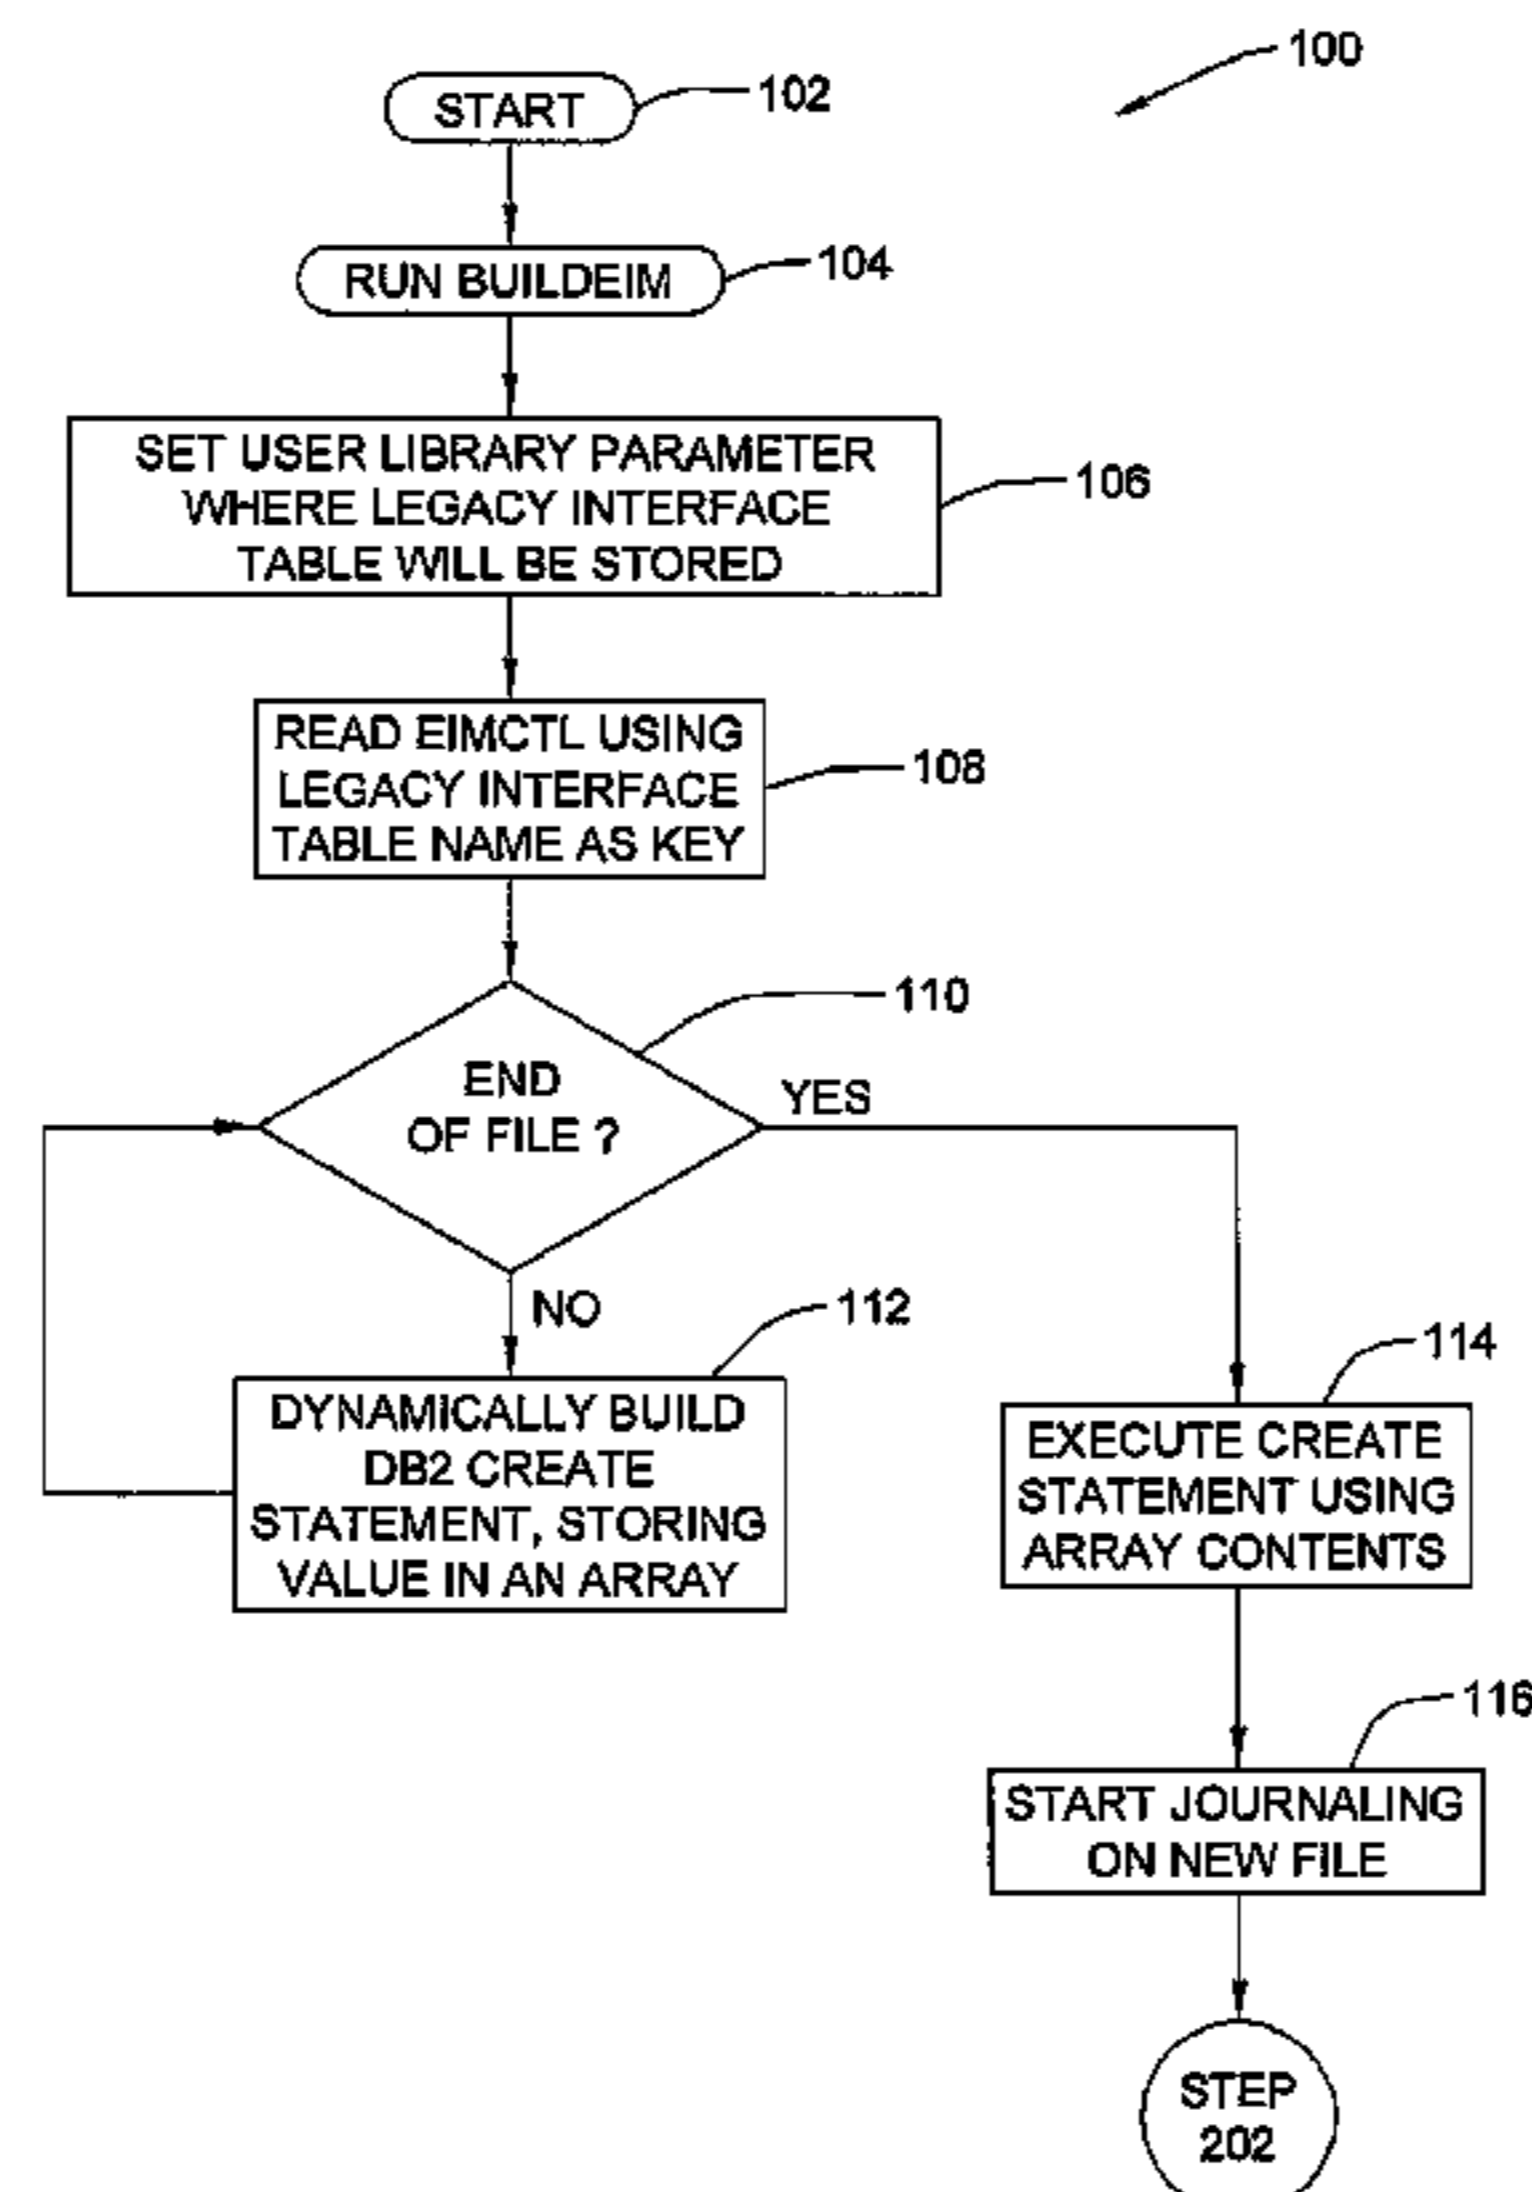 100
START
102
RUN BUILDEIM
104
SET USER LIBRARY PARAMETER
WHERE LEGACY INTERFACE
TABLE WILL BE STORED
106
READ EIMCTL USING
LEGACY INTERFACE
TABLE NAME AS KEY
108
END
OF FILE ?
110
YES
NO
112
DYNAMICALLY BUILD
DB2 CREATE
STATEMENT, STORING
VALUE IN AN ARRAY
114
EXECUTE CREATE
STATEMENT USING
ARRAY CONTENTS
116
START JOURNALING
ON NEW FILE
STEP
202